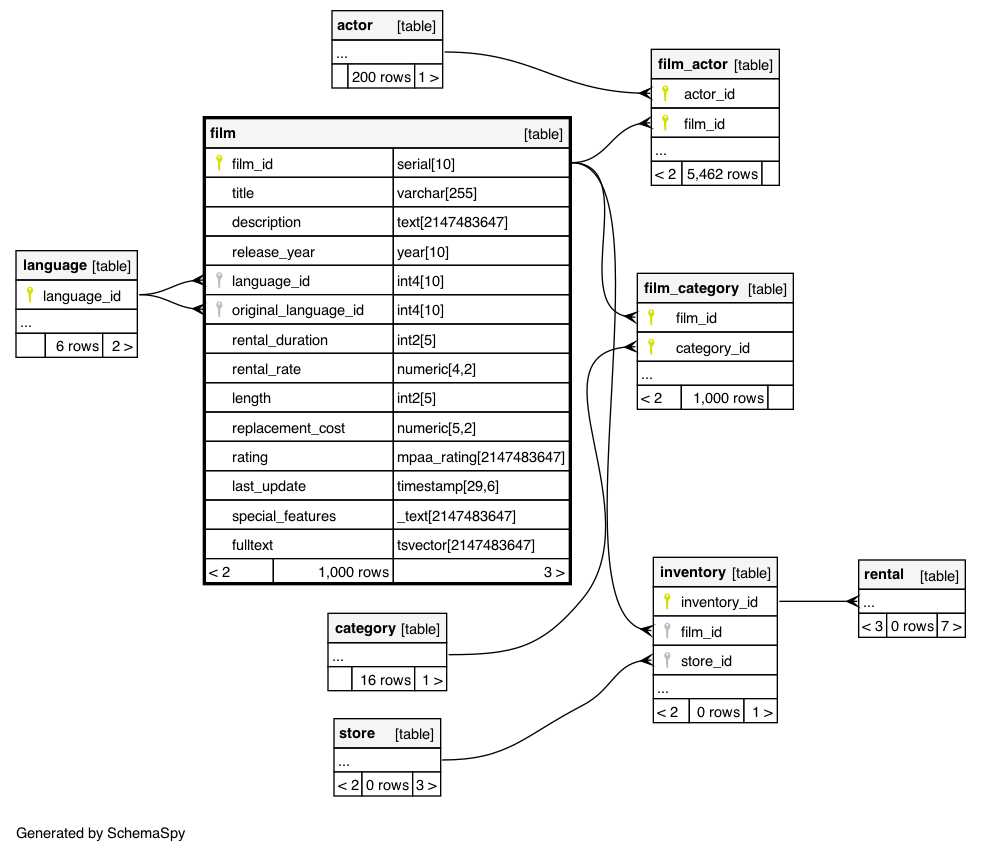 actor [table]
...
200 rows 1 >
film_actor [table]
actor_id
film_id
...
< 2 5,462 rows
film [table]
film_id serial[10]
title varchar[255]
description text[2147483647]
release_year year[10]
language_id int4[10]
original_language_id int4[10]
rental_duration int2[5]
rental_rate numeric[4,2]
length int2[5]
replacement_cost numeric[5,2]
rating mpaa_rating[2147483647]
last_update timestamp[29,6]
special_features _text[2147483647]
fulltext tsvector[2147483647]
< 2 1,000 rows 3 >
language [table]
language_id
...
6 rows 2 >
film_category [table]
film_id
category_id
...
< 2 1,000 rows
inventory [table]
inventory_id
film_id
store_id
...
< 2 0 rows 1 >
rental [table]
...
< 3 0 rows 7 >
category [table]
...
16 rows 1 >
store [table]
...
< 2 0 rows 3 >
Generated by SchemaSpy